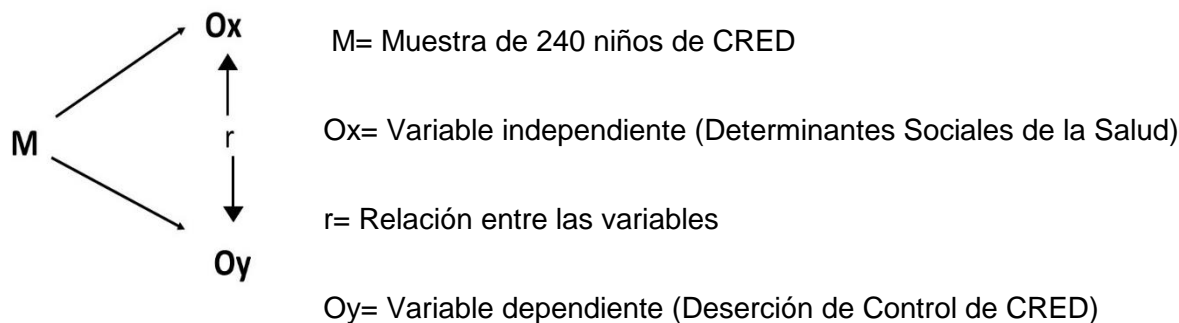 Ox
M= Muestra de 240 niños de CRED
Ox= Variable independiente (Determinantes Sociales de la Salud)
M
r
r= Relación entre las variables
Oy
Oy= Variable dependiente (Deserción de Control de CRED)